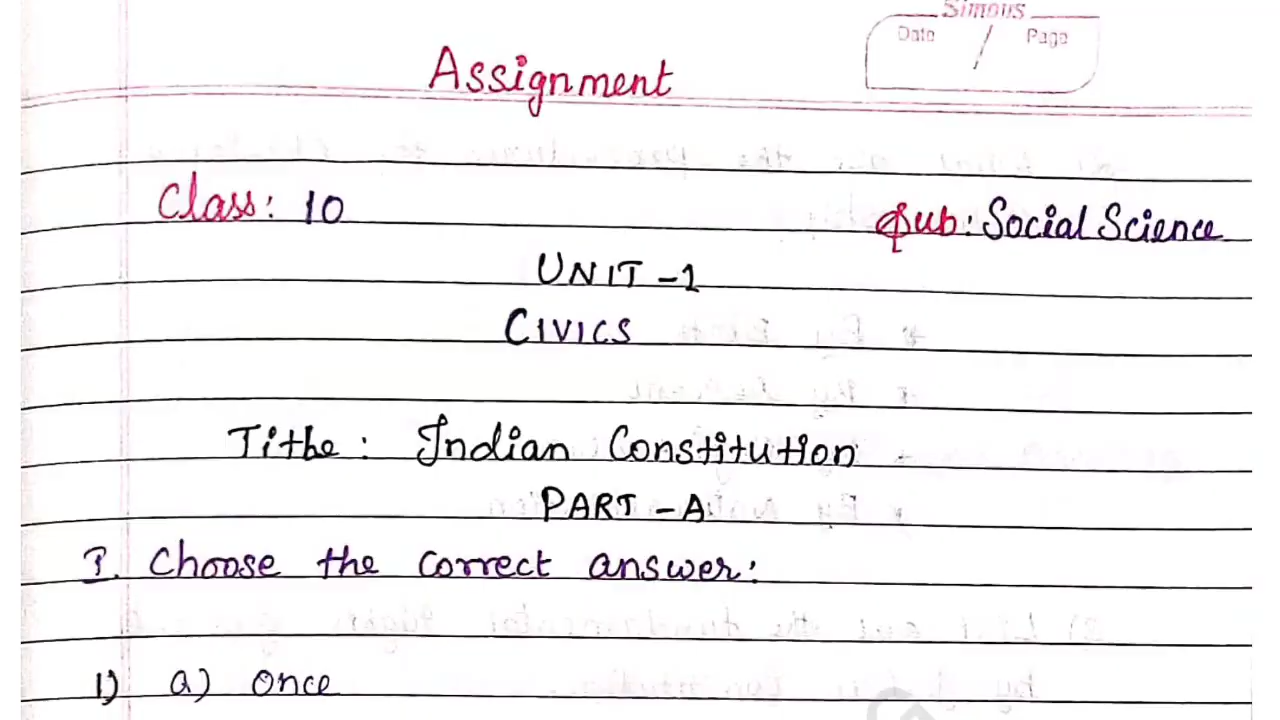 Simous
Date / Page
Assignment
Class: 10
Sub: Social Science
UNIT -1
CIVICS
Tithe: Indian Constitution
PART -A
I. Choose the correct answer:
1) a) Once